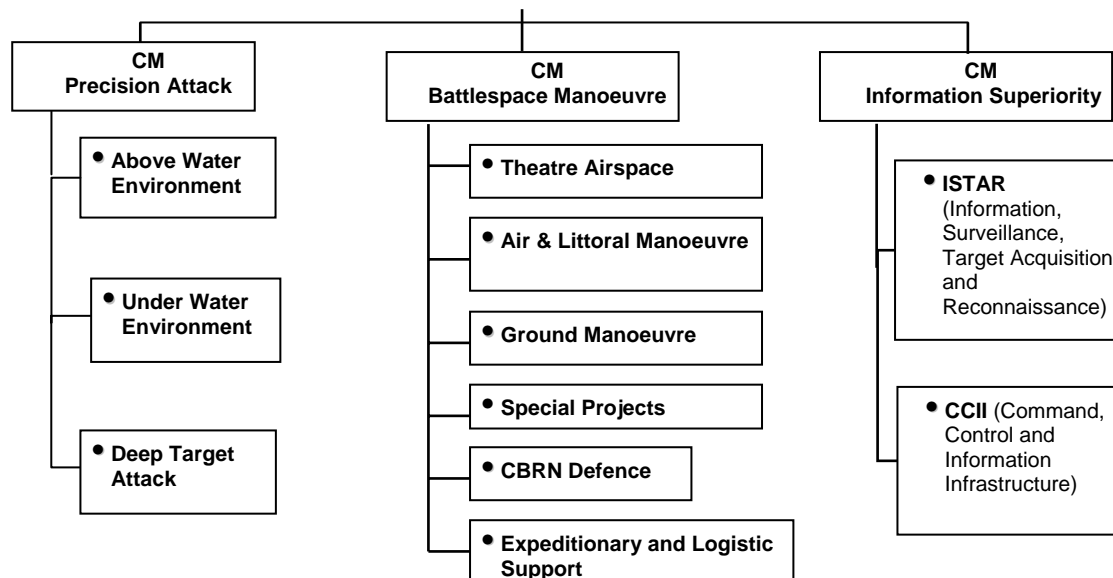 CM
Precision Attack
• Above Water
Environment
• Under Water
Environment
• Deep Target
Attack
CM
Battlespace Manoeuvre
• Theatre Airspace
• Air & Littoral Manoeuvre
• Ground Manoeuvre
• Special Projects
• CBRN Defence
• Expeditionary and Logistic
Support
CM
Information Superiority
• ISTAR
(Information,
Surveillance,
Target Acquisition
and
Reconnaissance)
• CCII (Command,
Control and
Information
Infrastructure)